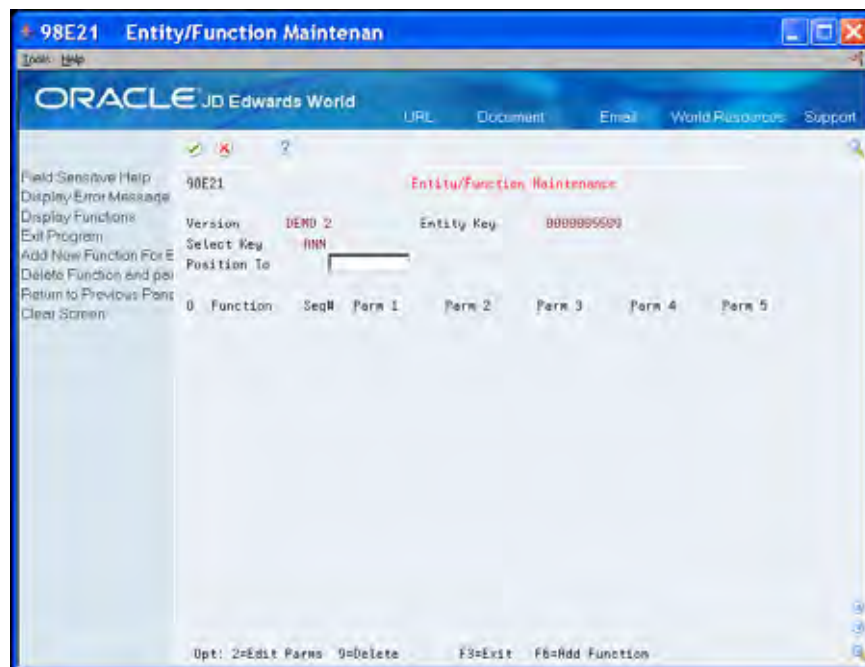 98E21 Entity/Function Maintenan
Tools Help
ORACLE JD Edwards World
URL Document Email World Resources Support
Field Sensitive Help
Display Error Message
Display Functions
Exit Program
Add New Function For E
Delete Function and par
Return to Previous Pane
Clear Screen
98E21 Entity/Function Maintenance
Version DEMO 2 Entity Key
Select Key ANN
Position To
O Function Seq# Parm 1 Parm 2 Parm 3 Parm 4 Parm 5
Opt: 2=Edit Parms 9=Delete F3=Exit F6=Add Function